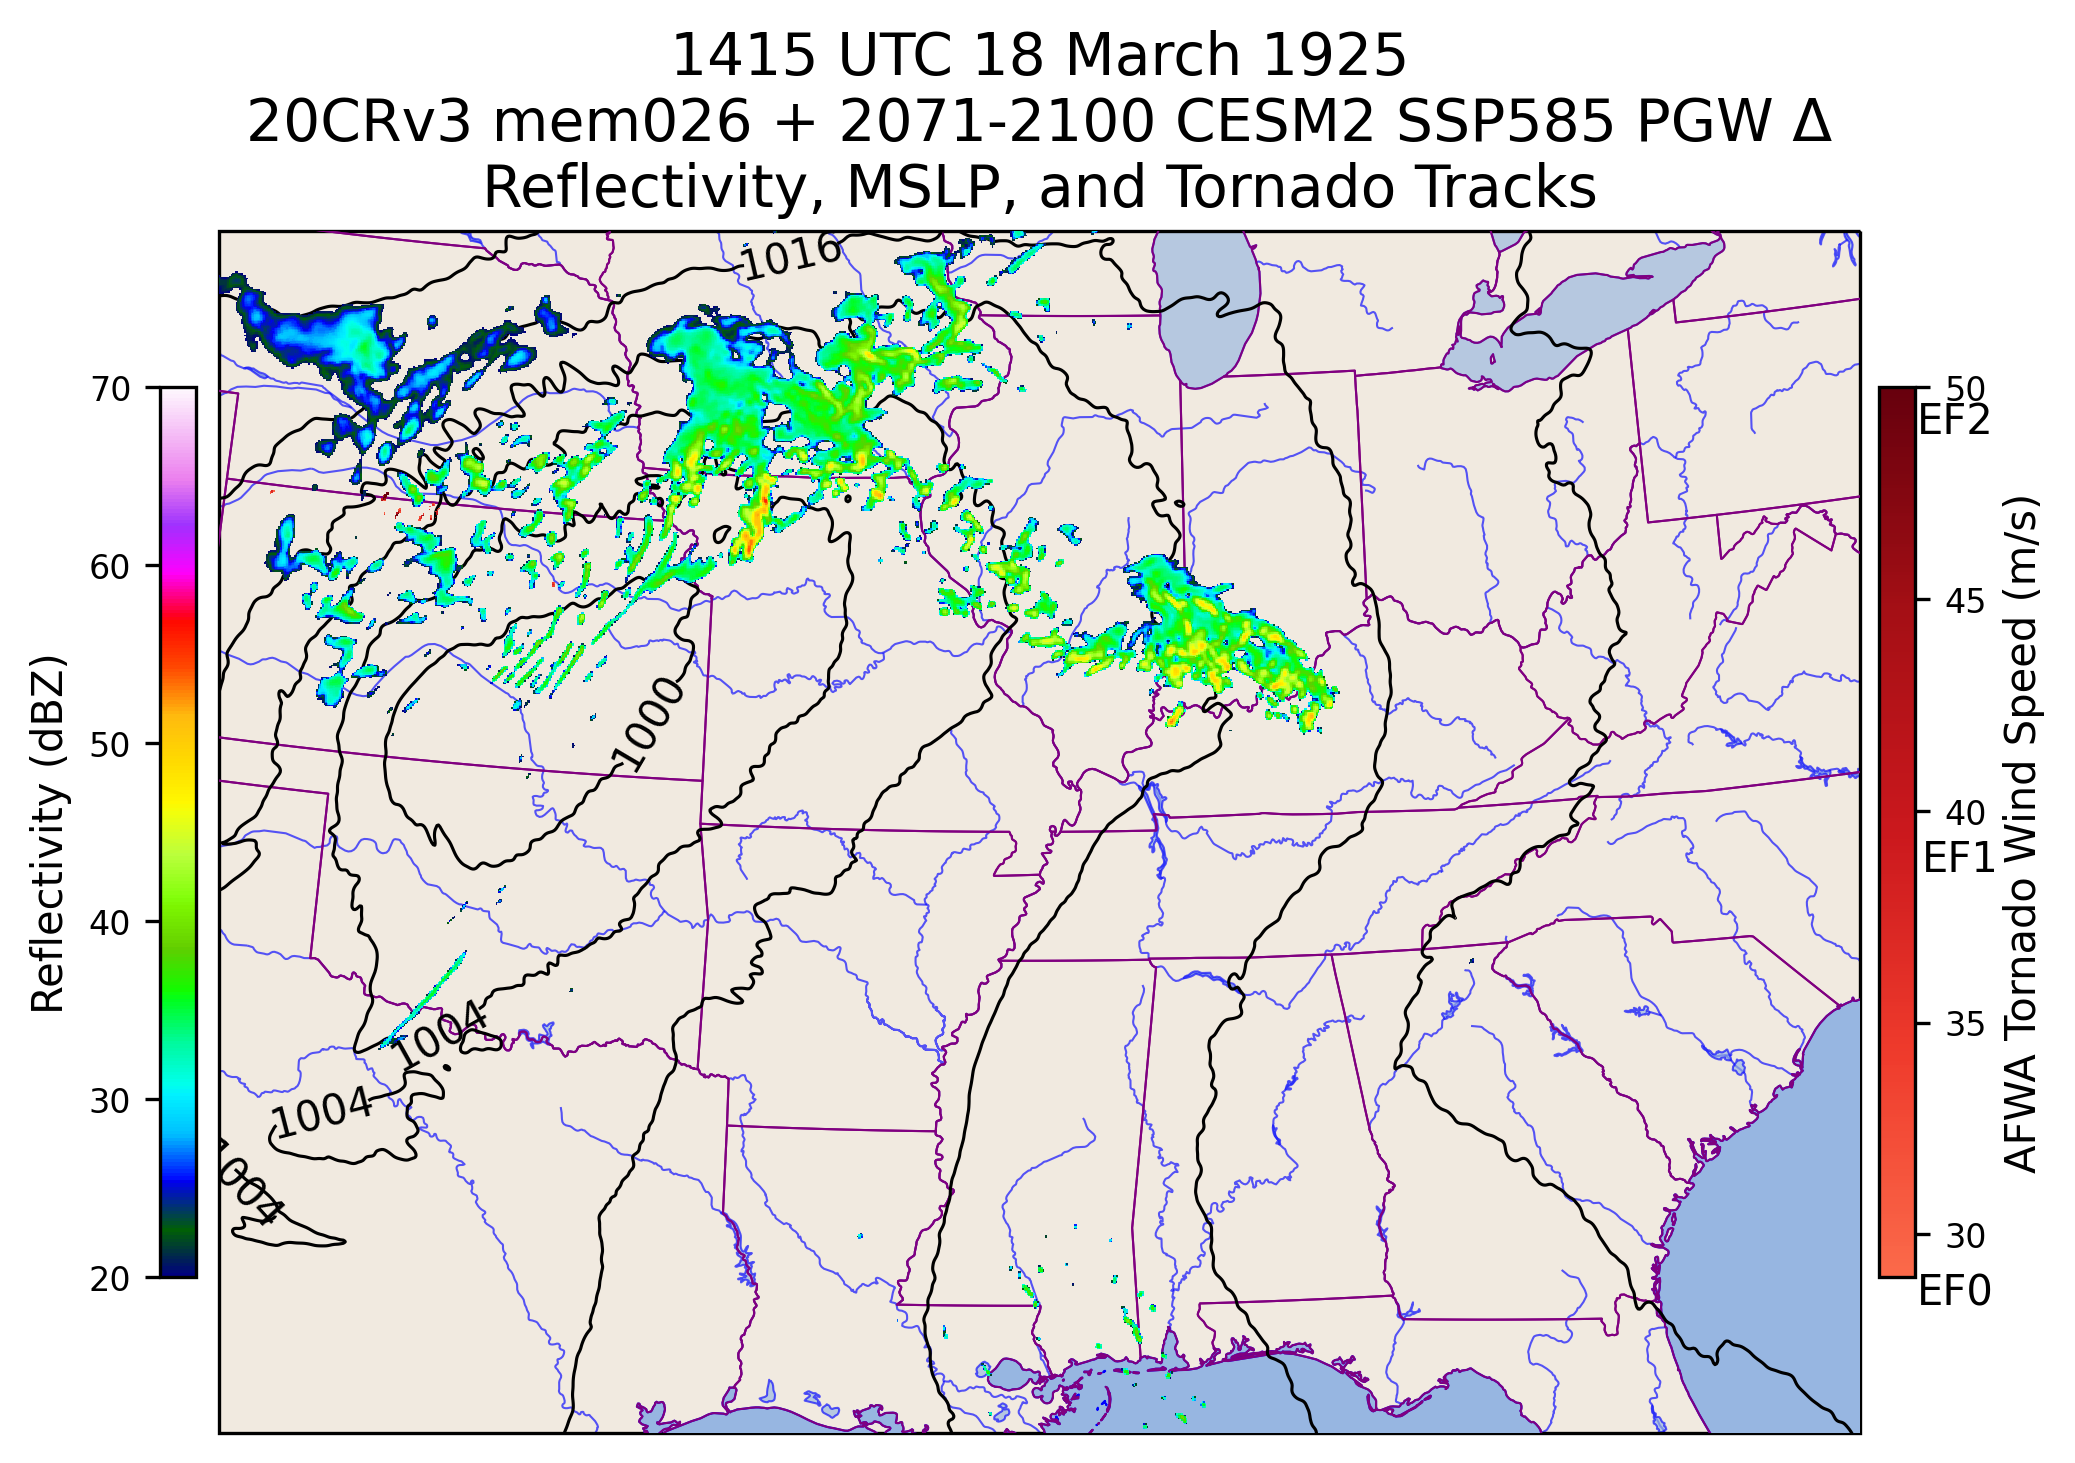 1415 UTC 18 March 1925
20CRv3 mem026 + 2071-2100 CESM2 SSP585 PGW Δ
Reflectivity, MSLP, and Tornado Tracks
Reflectivity (dBZ)
70
60
50
40
30
20
1016
1000
1004
1004
1004
50
EF2
45
40
EF1
35
30
EF0
AFWA Tornado Wind Speed (m/s)